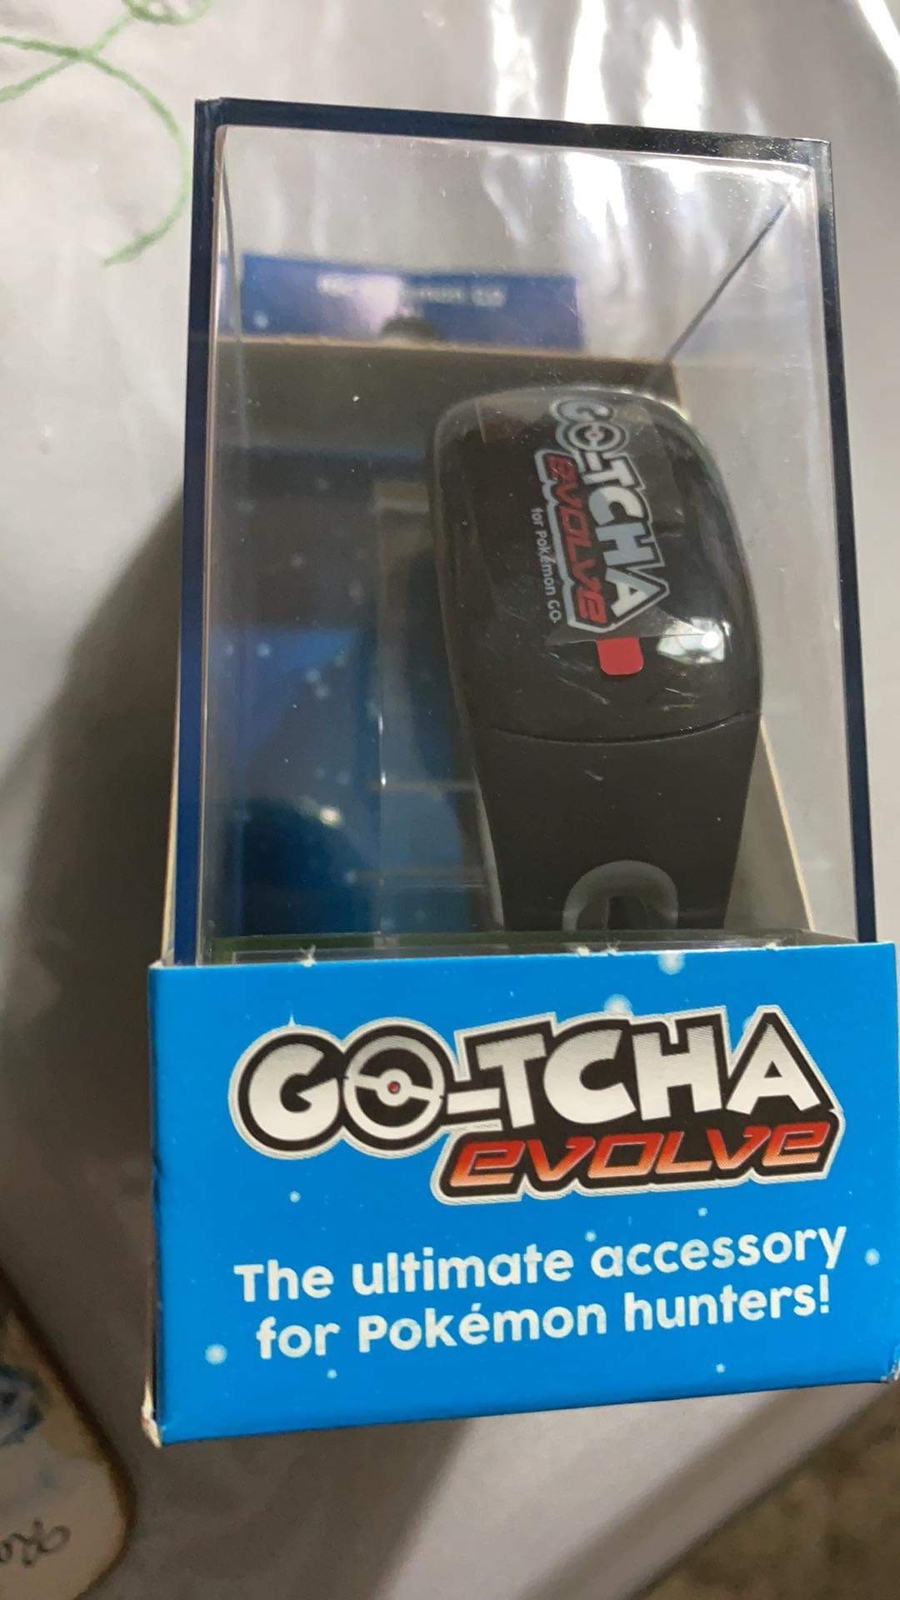 GO-TCHA
evolve
for Pokémon GO
GO-TCHA
evolve
The ultimate accessory
for Pokémon hunters!